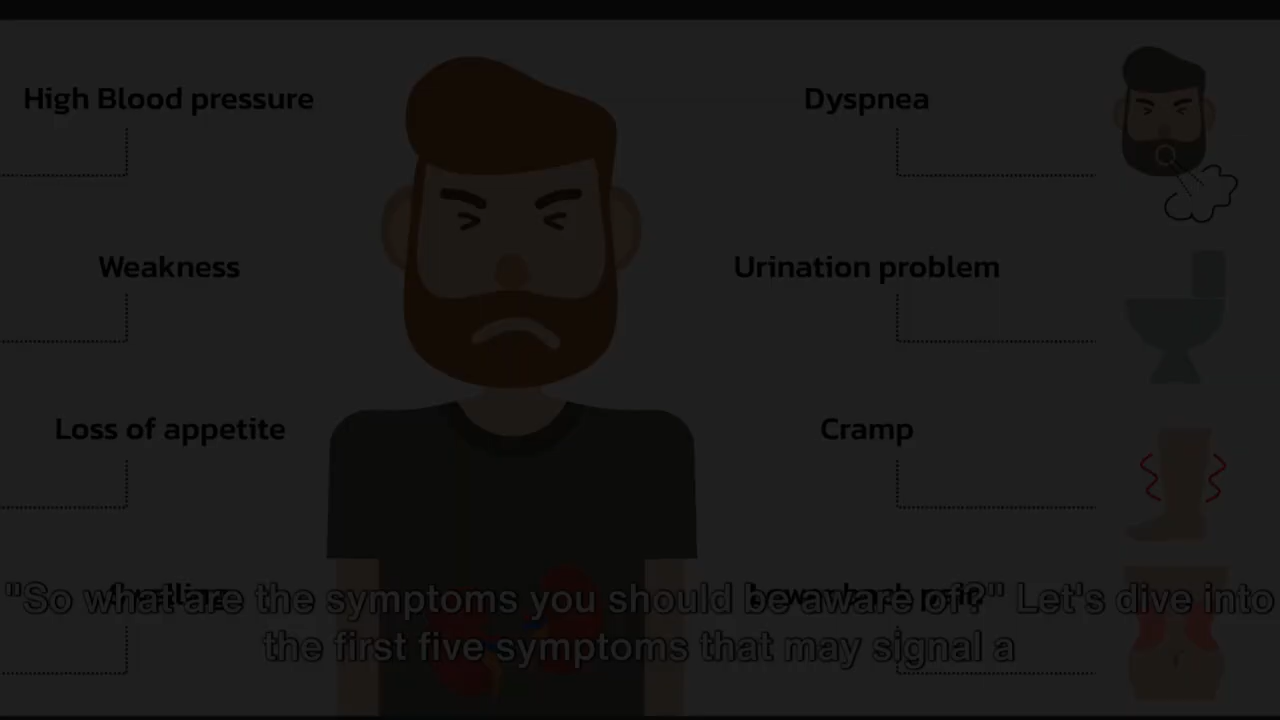 High Blood pressure
Dyspnea
Weakness
Urination problem
Loss of appetite
Cramp
"So what are the symptoms you should be aware of?" Let's dive into
the first five symptoms that may signal a